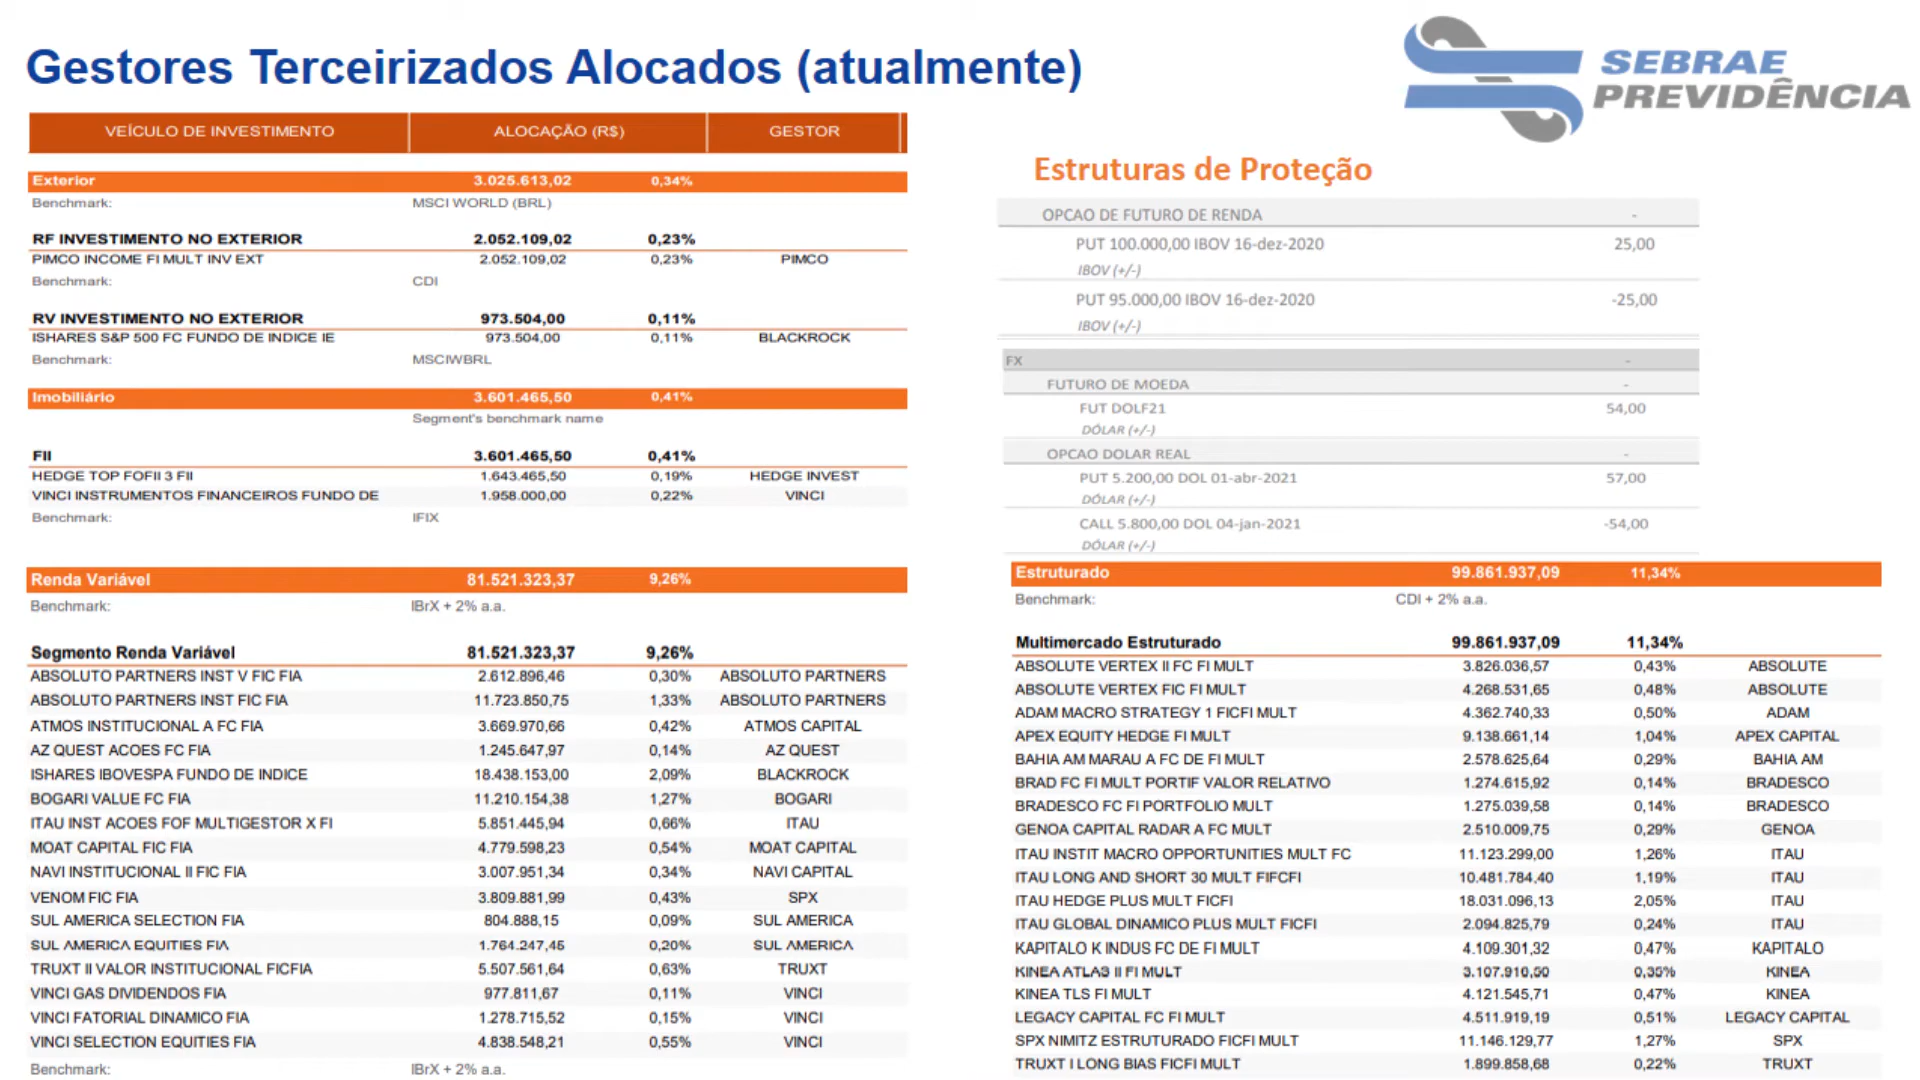 Gestores Terceirizados Alocados (atualmente)
SEBRAE
PREVIDÊNCIA
VEÍCULO DE INVESTIMENTO ALOCAÇÃO (R$) GESTOR
Exterior 3.025.613,02 0,34%
Benchmark: MSCI WORLD (BRL)
RF INVESTIMENTO NO EXTERIOR 2.052.109,02 0,23%
PIMCO INCOME FI MULT INV EXT 2.052.109,02 0,23% PIMCO
Benchmark: CDI
RV INVESTIMENTO NO EXTERIOR 973.504,00 0,11%
ISHARES S&P 500 FC FUNDO DE INDICE IE 973.504,00 0,11% BLACKROCK
Benchmark: MSCIWBRL
Imobiliário 3.601.465,50 0,41%
Segment's benchmark name
FII 3.601.465,50 0,41%
HEDGE TOP FOFII 3 FII 1.643.465,50 0,19% HEDGE INVEST
VINCI INSTRUMENTOS FINANCEIROS FUNDO DE 1.958.000,00 0,22% VINCI
Benchmark: IFIX
Renda Variável 81.521.323,37 9,26%
Benchmark: IBrX + 2% a.a.
Segmento Renda Variável 81.521.323,37 9,26%
ABSOLUTO PARTNERS INST V FIC FIA 2.612.896,46 0,30% ABSOLUTO PARTNERS
ABSOLUTO PARTNERS INST FIC FIA 11.723.850,75 1,33% ABSOLUTO PARTNERS
ATMOS INSTITUCIONAL A FC FIA 3.669.970,66 0,42% ATMOS CAPITAL
AZ QUEST ACOES FC FIA 1.245.647,97 0,14% AZ QUEST
ISHARES IBOVESPA FUNDO DE INDICE 18.438.153,00 2,09% BLACKROCK
BOGARI VALUE FC FIA 11.210.154,38 1,27% BOGARI
ITAU INST ACOES FOF MULTIGESTOR X FI 5.851.445,94 0,66% ITAU
MOAT CAPITAL FIC FIA 4.779.598,23 0,54% MOAT CAPITAL
NAVI INSTITUCIONAL II FIC FIA 3.007.951,34 0,34% NAVI CAPITAL
VENOM FIC FIA 3.809.881,99 0,43% SPX
SUL AMERICA SELECTION FIA 804.888,15 0,09% SUL AMERICA
SUL AMERICA EQUITIES FIA 1.764.247,45 0,20% SUL AMERICA
TRUXT II VALOR INSTITUCIONAL FICFIA 5.507.561,64 0,63% TRUXT
VINCI GAS DIVIDENDOS FIA 977.811,67 0,11% VINCI
VINCI FATORIAL DINAMICO FIA 1.278.715,52 0,15% VINCI
VINCI SELECTION EQUITIES FIA 4.838.548,21 0,55% VINCI
Benchmark: IBrX + 2% a.a.
Estruturas de Proteção
OPCAO DE FUTURO DE RENDA -
PUT 100.000,00 IBOV 16-dez-2020 25,00
IBOV (+/-)
PUT 95.000,00 IBOV 16-dez-2020 -25,00
IBOV (+/-)
FX -
FUTURO DE MOEDA -
FUT DOLF21 54,00
DÓLAR (+/-)
OPCAO DOLAR REAL -
PUT 5.200,00 DOL 01-abr-2021 57,00
DÓLAR (+/-)
CALL 5.800,00 DOL 04-jan-2021 -54,00
DÓLAR (+/-)
Estruturado 99.861.937,09 11,34%
Benchmark: CDI + 2% a.a.
Multimercado Estruturado 99.861.937,09 11,34%
ABSOLUTE VERTEX II FC FI MULT 3.826.036,57 0,43% ABSOLUTE
ABSOLUTE VERTEX FIC FI MULT 4.268.531,65 0,48% ABSOLUTE
ADAM MACRO STRATEGY 1 FICFI MULT 4.362.740,33 0,50% ADAM
APEX EQUITY HEDGE FI MULT 9.138.661,14 1,04% APEX CAPITAL
BAHIA AM MARAU A FC DE FI MULT 2.578.625,64 0,29% BAHIA AM
BRAD FC FI MULT PORTIF VALOR RELATIVO 1.274.615,92 0,14% BRADESCO
BRADESCO FC FI PORTFOLIO MULT 1.275.039,58 0,14% BRADESCO
GENOA CAPITAL RADAR A FC MULT 2.510.009,75 0,29% GENOA
ITAU INSTIT MACRO OPPORTUNITIES MULT FC 11.123.299,00 1,26% ITAU
ITAU LONG AND SHORT 30 MULT FIFCFI 10.481.784,40 1,19% ITAU
ITAU HEDGE PLUS MULT FICFI 18.031.096,13 2,05% ITAU
ITAU GLOBAL DINAMICO PLUS MULT FICFI 2.094.825,79 0,24% ITAU
KAPITALO K INDUS FC DE FI MULT 4.109.301,32 0,47% KAPITALO
KINEA ATLAS II FI MULT 3.107.910,50 0,35% KINEA
KINEA TLS FI MULT 4.121.545,71 0,47% KINEA
LEGACY CAPITAL FC FI MULT 4.511.919,19 0,51% LEGACY CAPITAL
SPX NIMITZ ESTRUTURADO FICFI MULT 11.146.129,77 1,27% SPX
TRUXT I LONG BIAS FICFI MULT 1.899.858,68 0,22% TRUXT